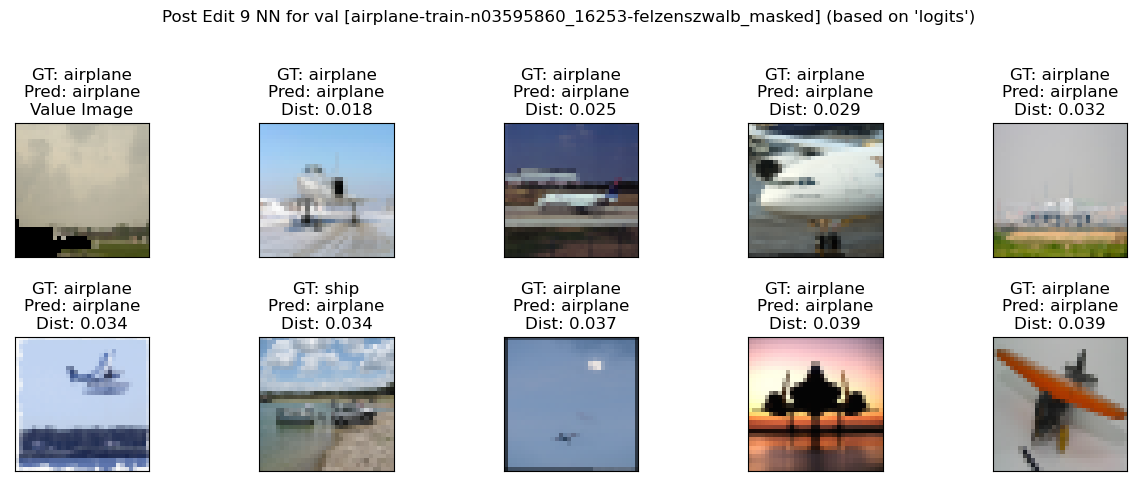 Post Edit 9 NN for val [airplane-train-n03595860_16253-felzenszwalb_masked] (based on 'logits')
GT: airplane
Pred: airplane
Value Image
GT: airplane
Pred: airplane
Dist: 0.018
GT: airplane
Pred: airplane
Dist: 0.025
GT: airplane
Pred: airplane
Dist: 0.029
GT: airplane
Pred: airplane
Dist: 0.032
GT: airplane
Pred: airplane
Dist: 0.034
GT: ship
Pred: airplane
Dist: 0.034
GT: airplane
Pred: airplane
Dist: 0.037
GT: airplane
Pred: airplane
Dist: 0.039
GT: airplane
Pred: airplane
Dist: 0.039